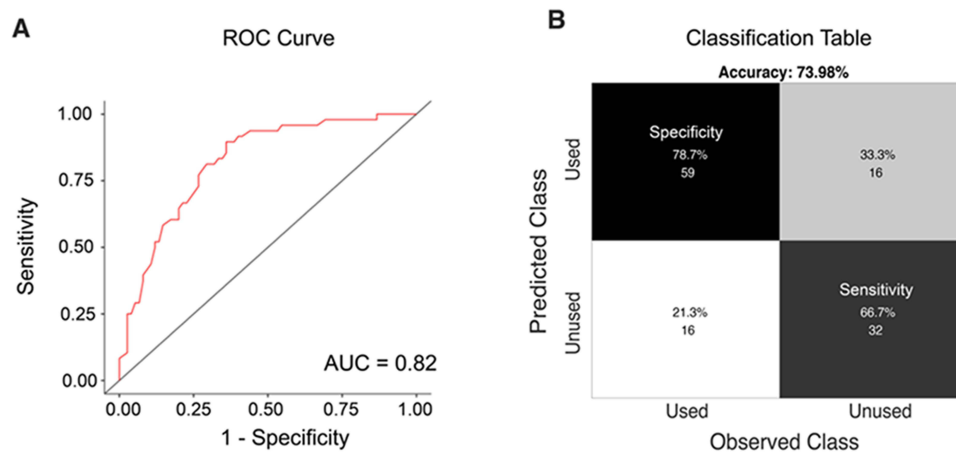 A
ROC Curve
1.00
0.75
0.50
0.25
0.00
Sensitivity
AUC = 0.82
0.00 0.25 0.50 0.75 1.00
1 - Specificity
B
Classification Table
Accuracy: 73.98%
Predicted Class
Used
Unused
Specificity
78.7%
59
33.3%
16
21.3%
16
Sensitivity
66.7%
32
Used Unused
Observed Class